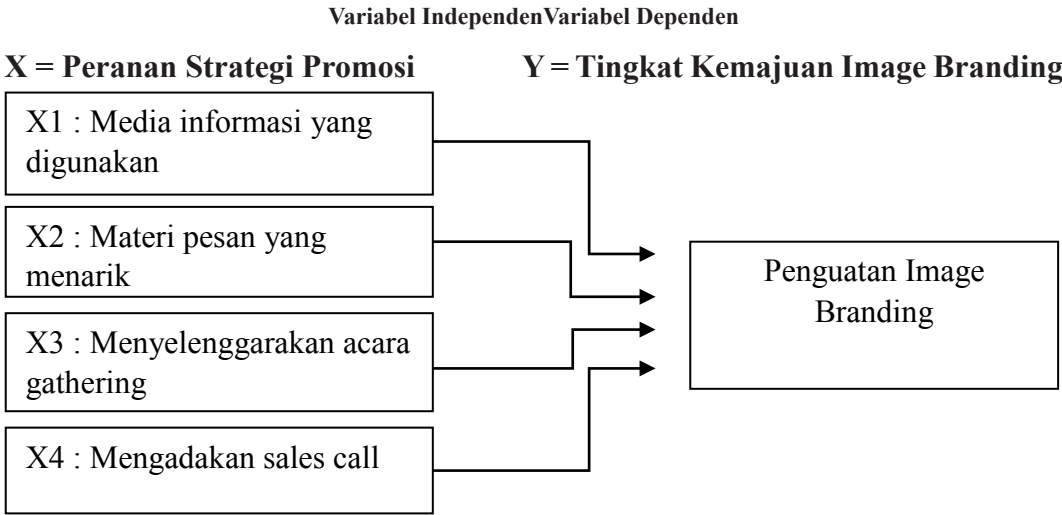 Variabel IndependenVariabel Dependen
X = Peranan Strategi Promosi
Y = Tingkat Kemajuan Image Branding
X1 : Media informasi yang
digunakan
X2 : Materi pesan yang
menarik
X3 : Menyelenggarakan acara
gathering
X4 : Mengadakan sales call
Penguatan Image
Branding